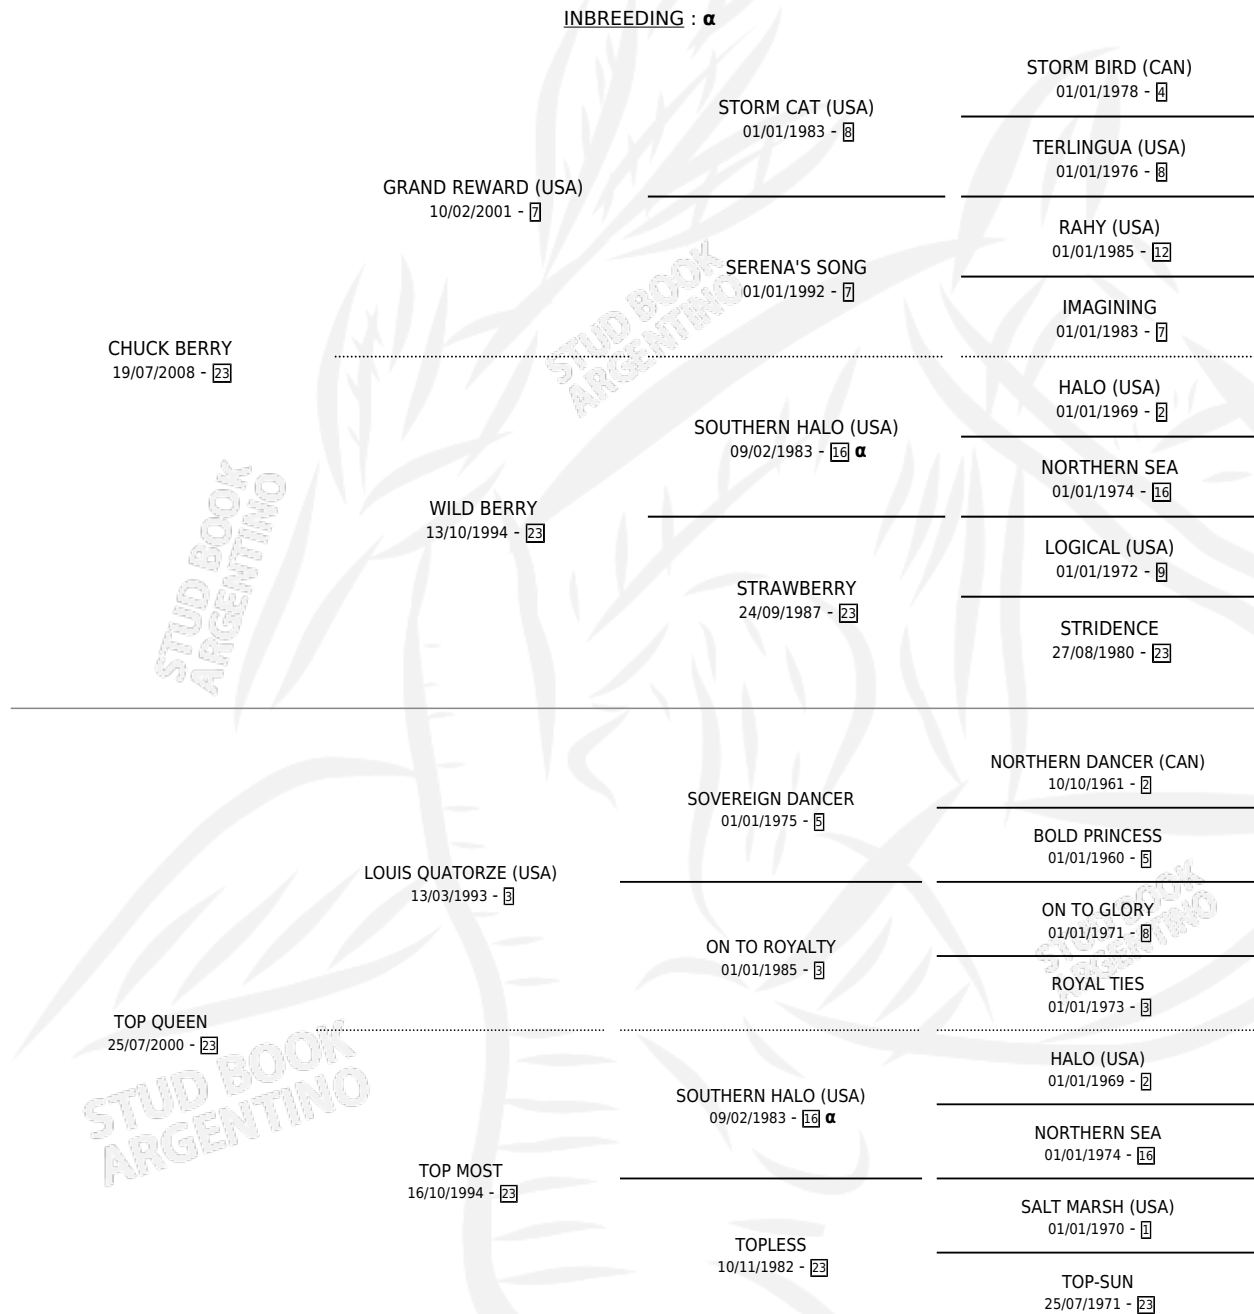 INBREEDING : α
STORM BIRD (CAN)
01/01/1978 - 4
STORM CAT (USA)
01/01/1983 - 8
TERLINGUA (USA)
01/01/1976 - 8
GRAND REWARD (USA)
10/02/2001 - 7
RAHY (USA)
01/01/1985 - 12
SERENA'S SONG
01/01/1992 - 7
IMAGINING
01/01/1983 - 7
CHUCK BERRY
19/07/2008 - 23
HALO (USA)
01/01/1969 - 2
SOUTHERN HALO (USA)
09/02/1983 - 16 α
NORTHERN SEA
01/01/1974 - 16
WILD BERRY
13/10/1994 - 23
LOGICAL (USA)
01/01/1972 - 9
STRAWBERRY
24/09/1987 - 23
STRIDENCE
27/08/1980 - 23
NORTHERN DANCER (CAN)
10/10/1961 - 2
SOVEREIGN DANCER
01/01/1975 - 5
BOLD PRINCESS
01/01/1960 - 5
LOUIS QUATORZE (USA)
13/03/1993 - 3
ON TO GLORY
01/01/1971 - 8
ON TO ROYALTY
01/01/1985 - 3
ROYAL TIES
01/01/1973 - 3
TOP QUEEN
25/07/2000 - 23
HALO (USA)
01/01/1969 - 2
SOUTHERN HALO (USA)
09/02/1983 - 16 α
NORTHERN SEA
01/01/1974 - 16
TOP MOST
16/10/1994 - 23
SALT MARSH (USA)
01/01/1970 - 1
TOPLESS
10/11/1982 - 23
TOP-SUN
25/07/1971 - 23
STUD BOOK
ARGENTINO
STUD BOOK
ARGENTINO
STUD BOOK
ARGENTINO
STUD BOOK
ARGENTINO